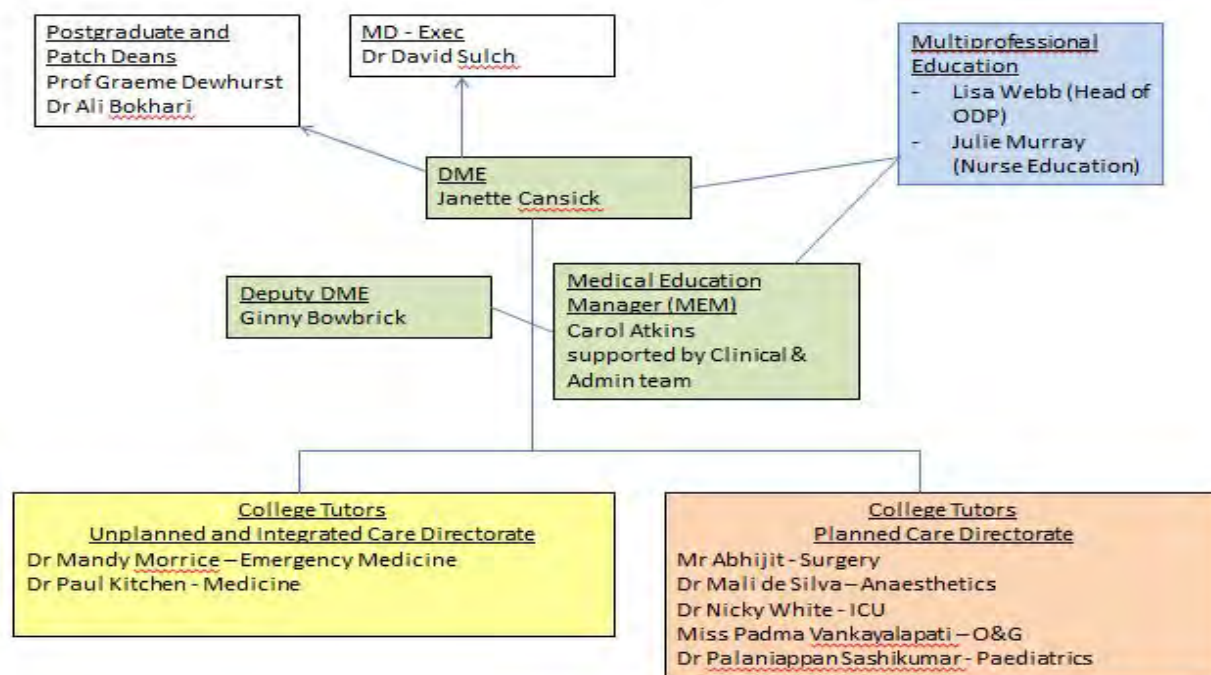 Postgraduate and
Patch Deans
Prof Graeme Dewhurst
Dr Ali Bokhari
MD - Exec
Dr David Sulch
Multiprofessional
Education
- Lisa Webb (Head of
ODP)
- Julie Murray
(Nurse Education)
DME
Janette Cansick
Deputy DME
Ginny Bowbrick
Medical Education
Manager (MEM)
Carol Atkins
supported by Clinical &
Admin team
College Tutors
Unplanned and Integrated Care Directorate
Dr Mandy Morrice – Emergency Medicine
Dr Paul Kitchen - Medicine
College Tutors
Planned Care Directorate
Mr Abhijit - Surgery
Dr Mali de Silva – Anaesthetics
Dr Nicky White - ICU
Miss Padma Vankayalapati – O&G
Dr Palaniappan Sashikumar - Paediatrics